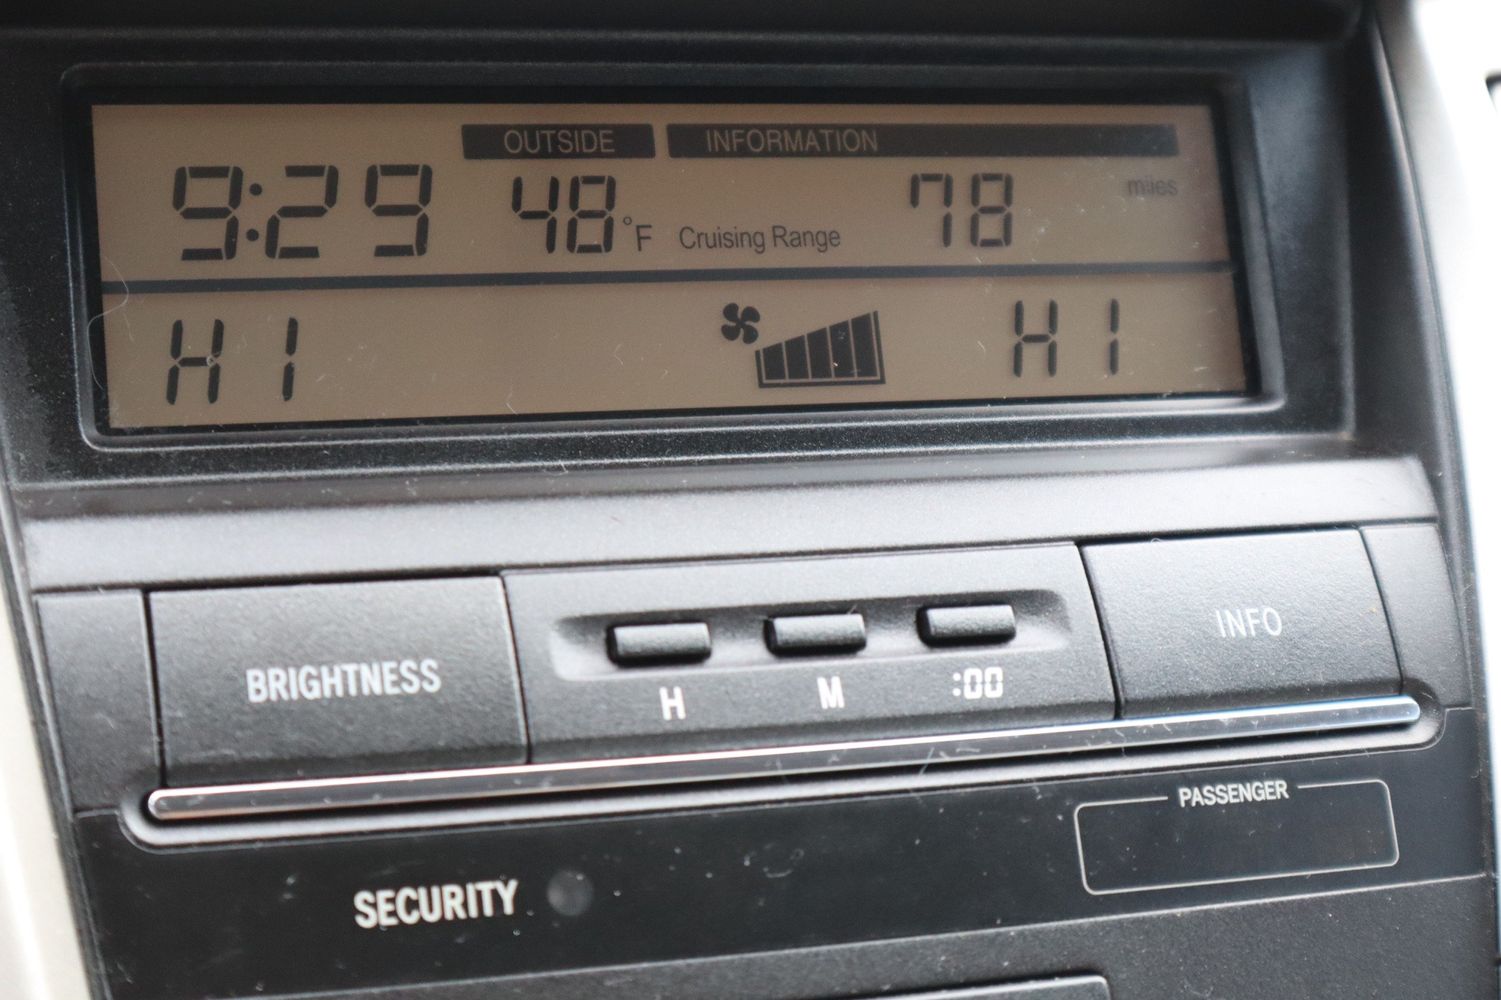 OUTSIDE INFORMATION
9:29 48°F Cruising Range 78 miles
HI HI
BRIGHTNESS H M :00 INFO
PASSENGER
SECURITY